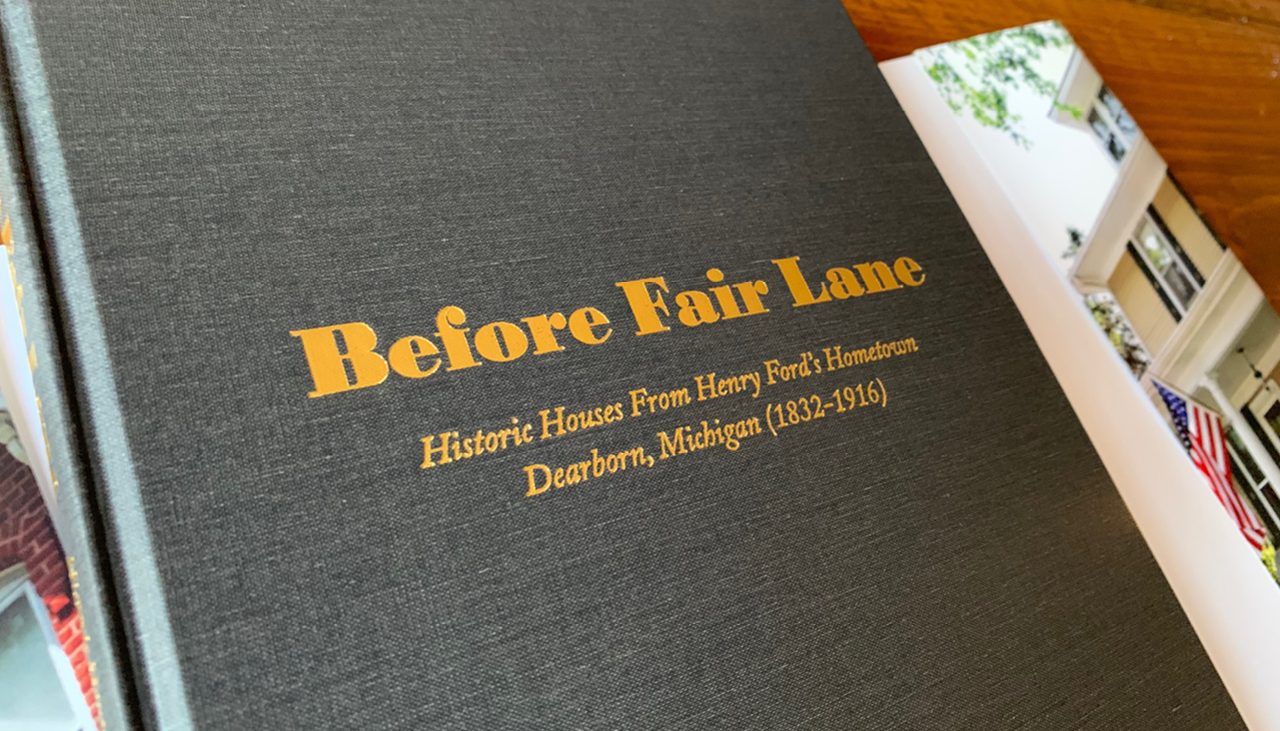 Before Fair Lane
Historic Houses From Henry Ford's Hometown
Dearborn, Michigan (1832–1916)